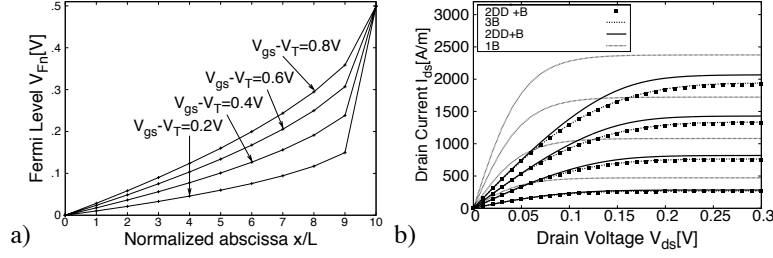 a)
Fermi Level V_Fn[V]
.5
.4
.3
.2
.1
0
0 1 2 3 4 5 6 7 8 9 10
Normalized abscissa x/L
V_gs-V_T=0.8V
V_gs-V_T=0.6V
V_gs-V_T=0.4V
V_gs-V_T=0.2V
b)
Drain Current I_ds[A/m]
3000
2500
2000
1500
1000
500
0
0 0.05 0.1 0.15 0.2 0.25 0.3
Drain Voltage V_ds[V]
2DD +B
3B
2DD+B
1B